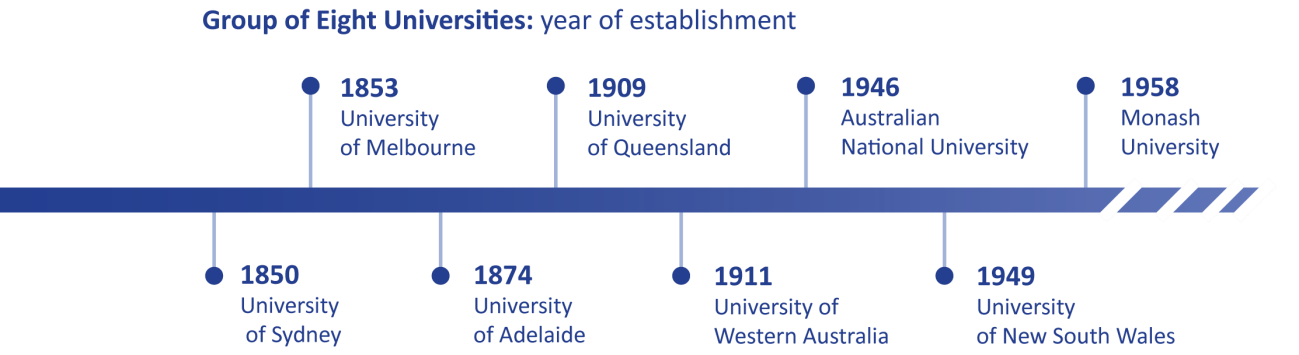 Group of Eight Universities: year of establishment
1853
University
of Melbourne
1909
University
of Queensland
1946
Australian
National University
1958
Monash
University
1850
University
of Sydney
1874
University
of Adelaide
1911
University of
Western Australia
1949
University
of New South Wales